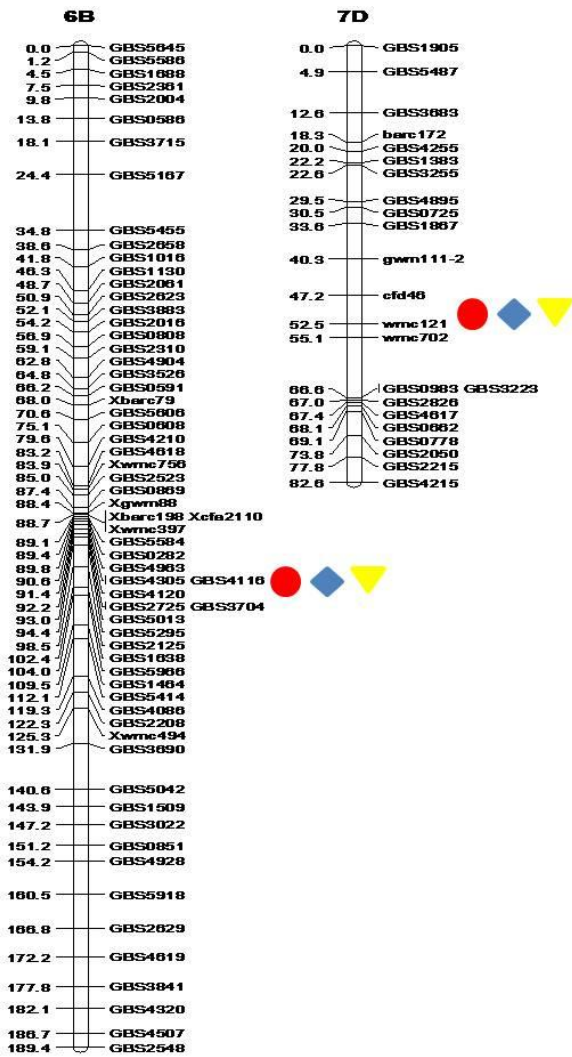 6B
0.0 GBS5645
1.2 GBS5586
4.5 GBS1688
7.5 GBS2361
9.8 GBS2004
13.8 GBS0586
18.1 GBS3715
24.4 GBS5167
34.8 GBS5455
38.6 GBS2658
41.8 GBS1016
46.3 GBS1130
48.7 GBS2061
50.9 GBS2623
52.1 GBS3883
54.2 GBS2016
56.9 GBS0808
59.1 GBS2310
62.8 GBS4904
64.8 GBS3526
66.2 GBS0591
68.0 Xbarc79
70.6 GBS5606
75.1 GBS0608
79.6 GBS4210
83.2 GBS4618
83.9 Xwmc756
85.0 GBS2523
87.4 GBS0869
88.4 Xgwm88
88.7 Xbarc198 Xcfa2110
Xwmc397
89.1 GBS5584
89.4 GBS0282
89.8 GBS4963
90.6 GBS4305 GBS4116
91.4 GBS4120
92.2 GBS2725 GBS3704
93.0 GBS5013
94.4 GBS5295
98.5 GBS2125
102.4 GBS1638
104.0 GBS5966
109.5 GBS1464
112.1 GBS5414
119.3 GBS4086
122.3 GBS2208
125.3 Xwmc494
131.9 GBS3690
140.6 GBS5042
143.9 GBS1509
147.2 GBS3022
151.2 GBS0851
154.2 GBS4928
160.5 GBS5918
166.8 GBS2629
172.2 GBS4619
177.8 GBS3841
182.1 GBS4320
186.7 GBS4507
189.4 GBS2548
7D
0.0 GBS1905
4.9 GBS5487
12.6 GBS3683
18.3 barc172
20.0 GBS4255
22.2 GBS1383
22.6 GBS3255
29.5 GBS4895
30.5 GBS0725
33.6 GBS1867
40.3 gwm111-2
47.2 cfd46
52.5 wmc121
55.1 wmc702
66.6 GBS0983 GBS3223
67.0 GBS2826
67.4 GBS4617
68.1 GBS0662
69.1 GBS0778
73.8 GBS2050
77.8 GBS2215
82.6 GBS4215